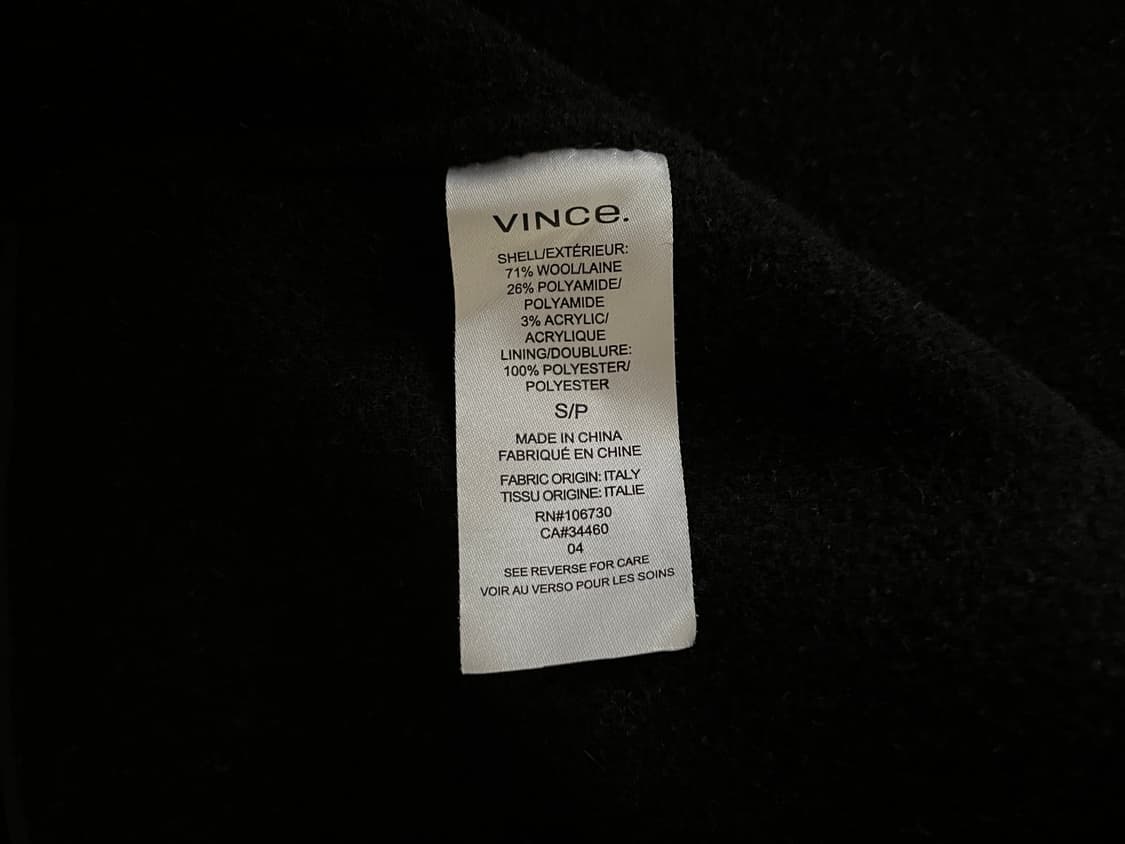 VINCe.
SHELL/EXTÉRIEUR:
71% WOOL/LAINE
26% POLYAMIDE/
POLYAMIDE
3% ACRYLIC/
ACRYLIQUE
LINING/DOUBLURE:
100% POLYESTER/
POLYESTER
S/P
MADE IN CHINA
FABRIQUÉ EN CHINE
FABRIC ORIGIN: ITALY
TISSU ORIGINE: ITALIE
RN#106730
CA#34460
04
SEE REVERSE FOR CARE
VOIR AU VERSO POUR LES SOINS